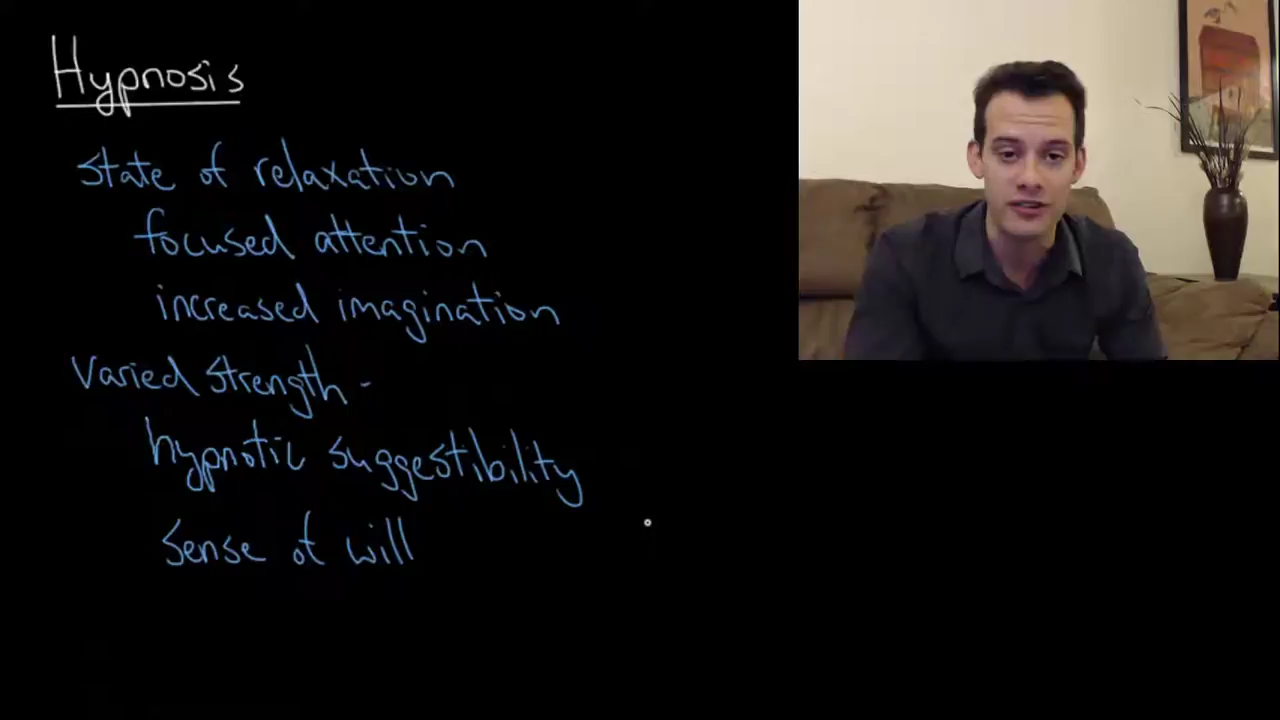 Hypnosis
State of relaxation
focused attention
increased imagination
Varied strength -
hypnotic suggestibility
sense of will